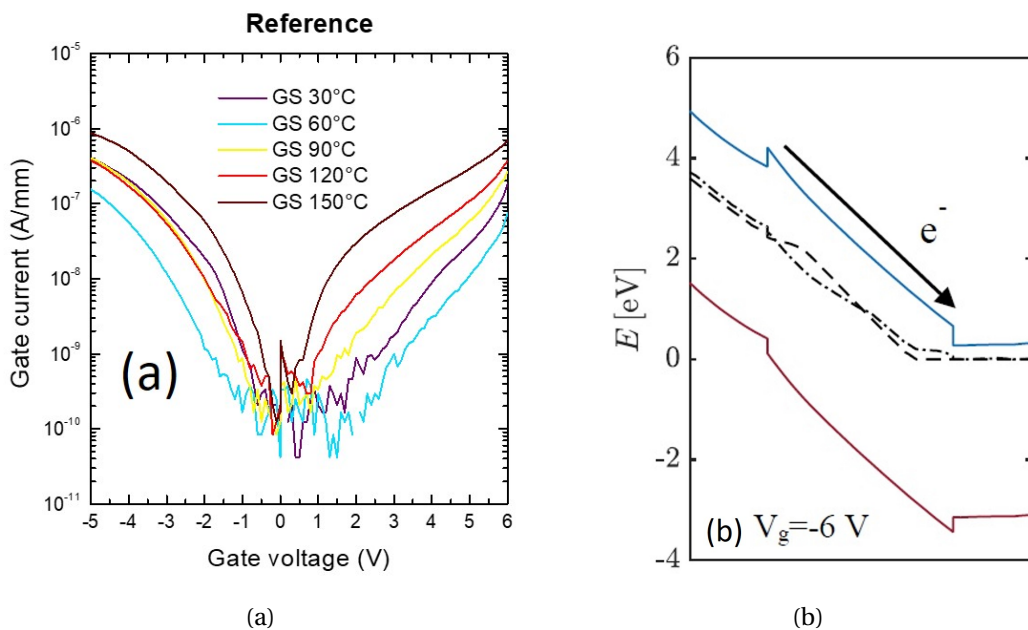 Reference
10^-5
10^-6
10^-7
10^-8
10^-9
10^-10
10^-11
Gate current (A/mm)
GS 30°C
GS 60°C
GS 90°C
GS 120°C
GS 150°C
(a)
-5 -4 -3 -2 -1 0 1 2 3 4 5 6
Gate voltage (V)
(a)
6
4
2
0
-2
-4
E [eV]
e^-
(b) V_g=-6 V
(b)